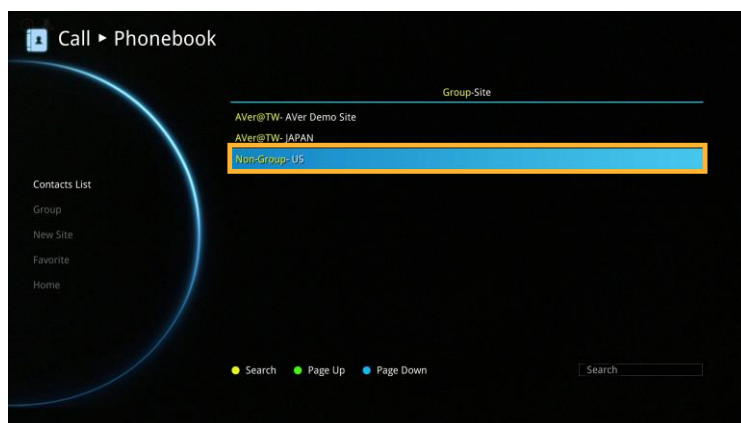 Call ► Phonebook
Group-Site
AVer@TW- AVer Demo Site
AVer@TW- JAPAN
Non-Group- US
Contacts List
Group
New Site
Favorite
Home
Search Page Up Page Down Search